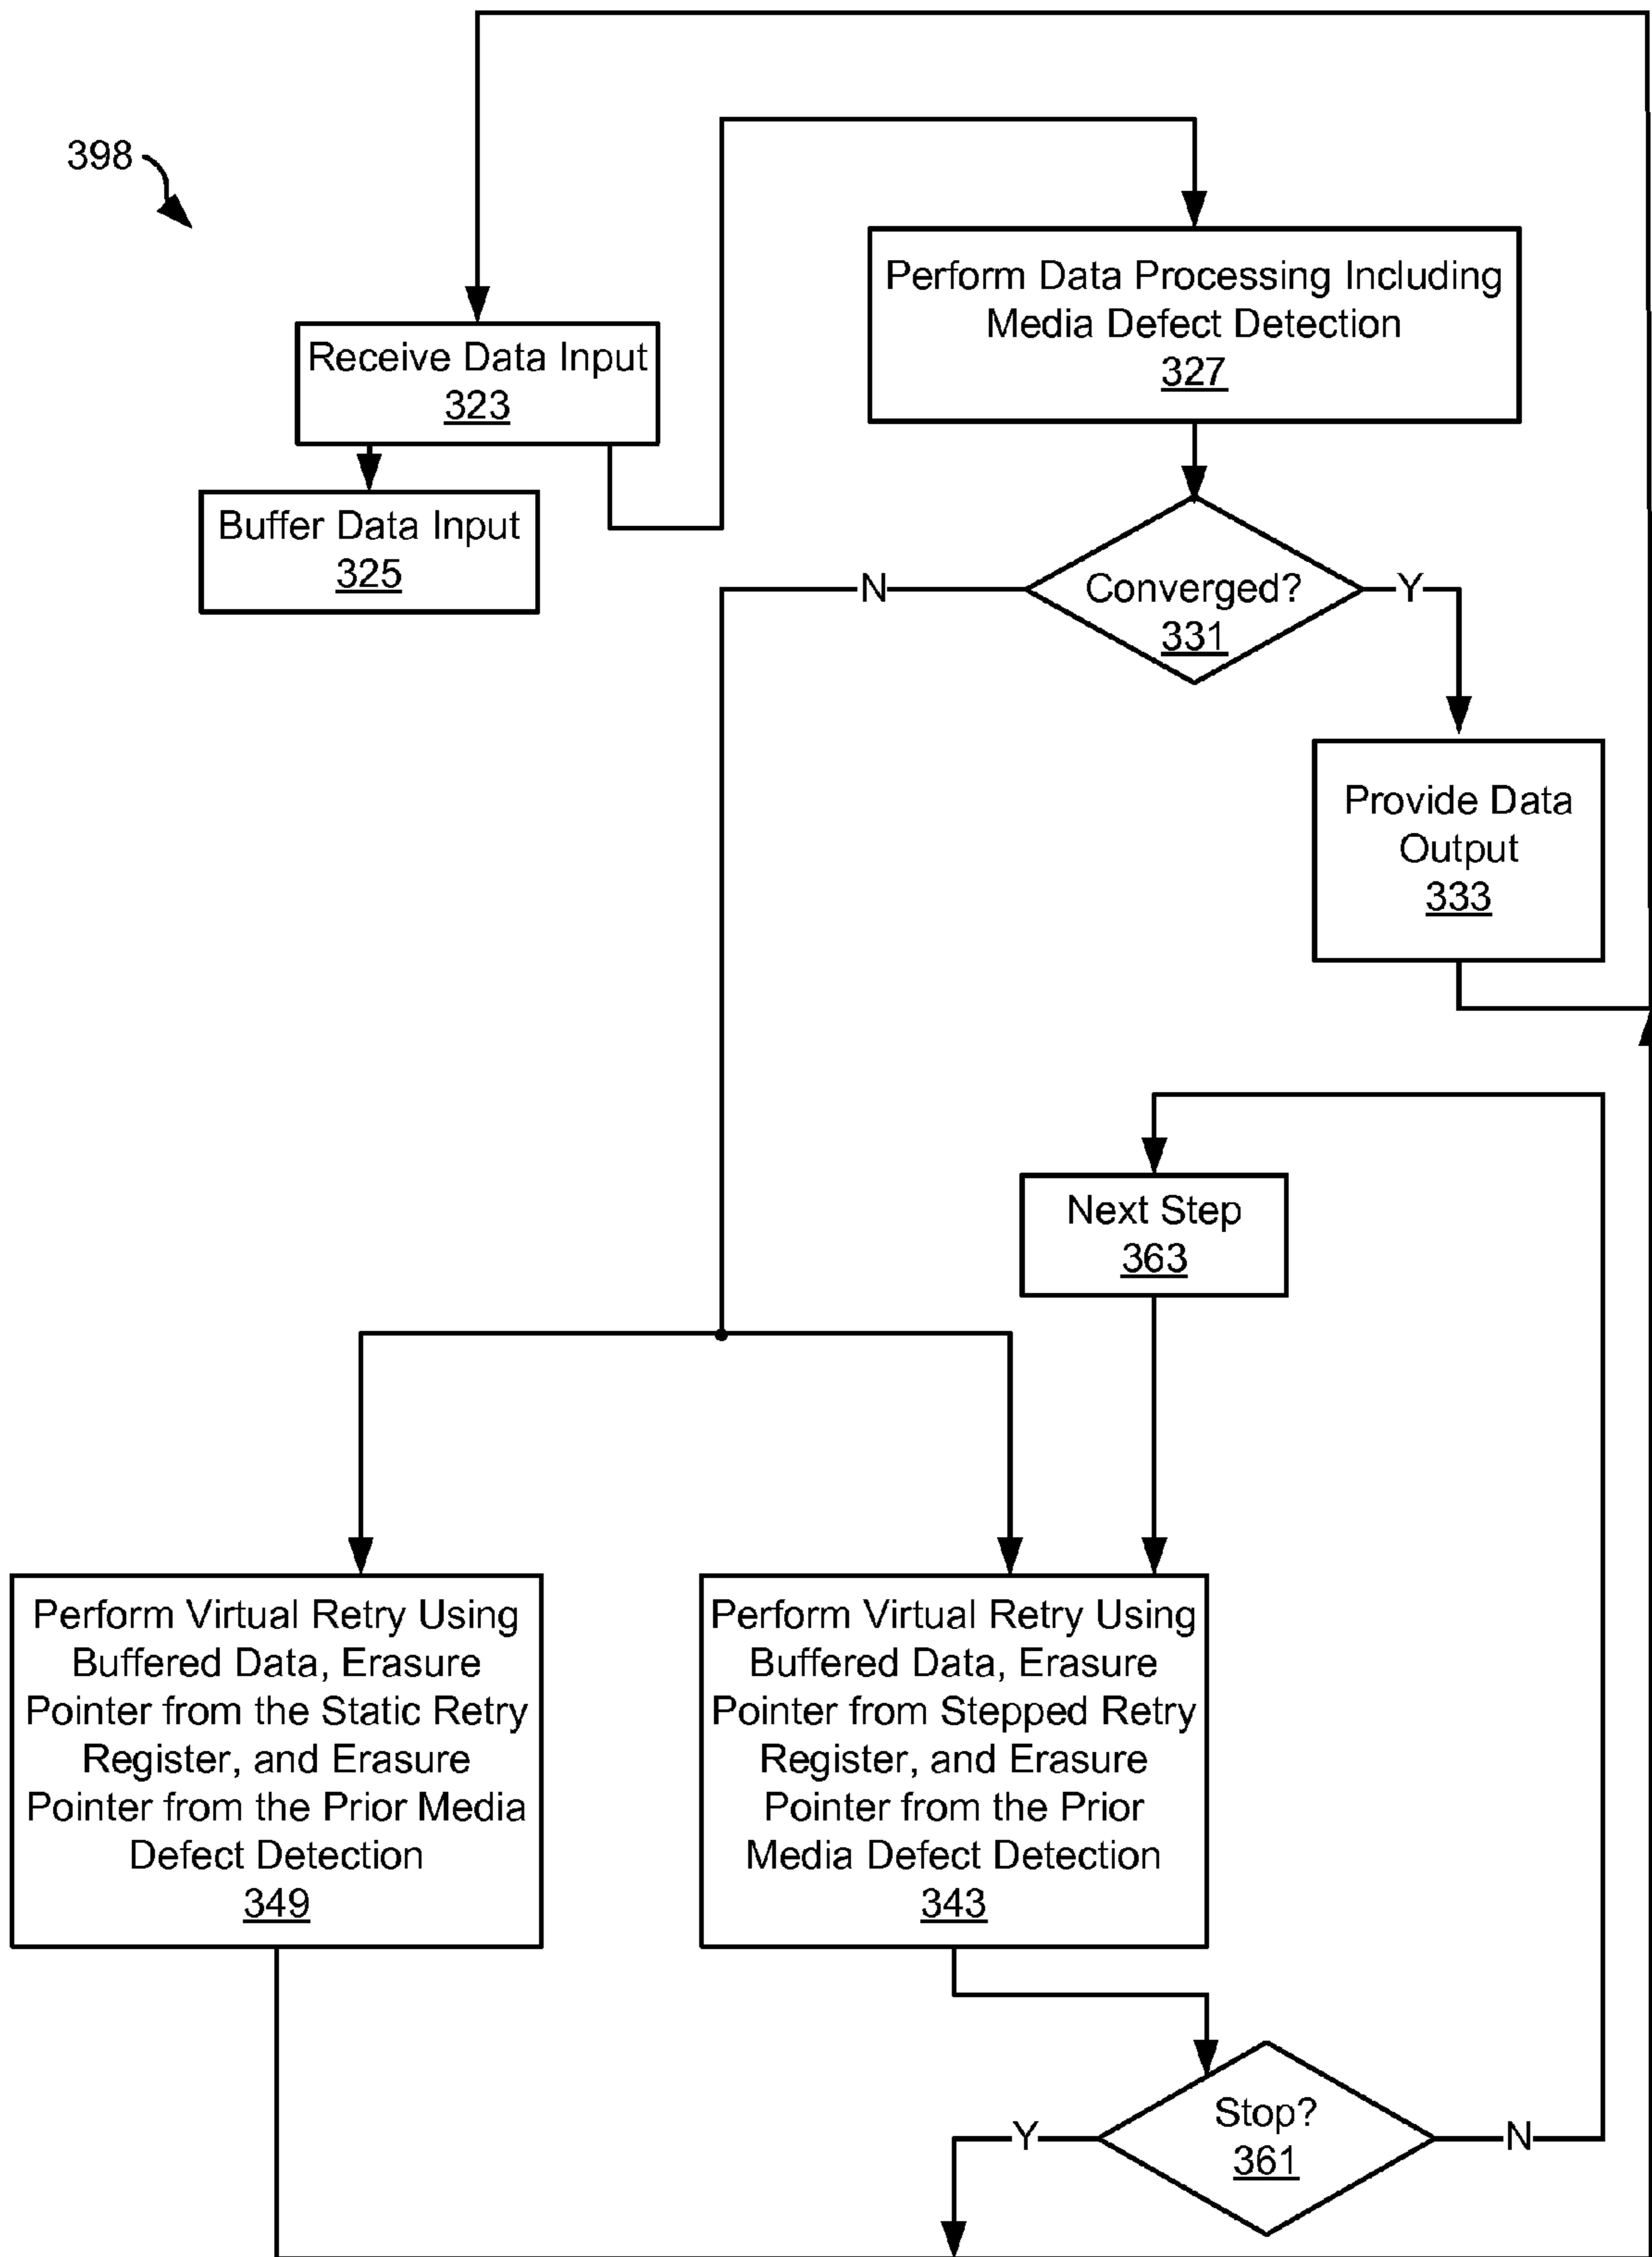 398
Perform Data Processing Including
Media Defect Detection
327
Receive Data Input
323
Buffer Data Input
325
N
Converged?
331
Y
Provide Data
Output
333
Next Step
363
Perform Virtual Retry Using
Buffered Data, Erasure
Pointer from the Static Retry
Register, and Erasure
Pointer from the Prior Media
Defect Detection
349
Perform Virtual Retry Using
Buffered Data, Erasure
Pointer from Stepped Retry
Register, and Erasure
Pointer from the Prior
Media Defect Detection
343
Y
Stop?
361
N